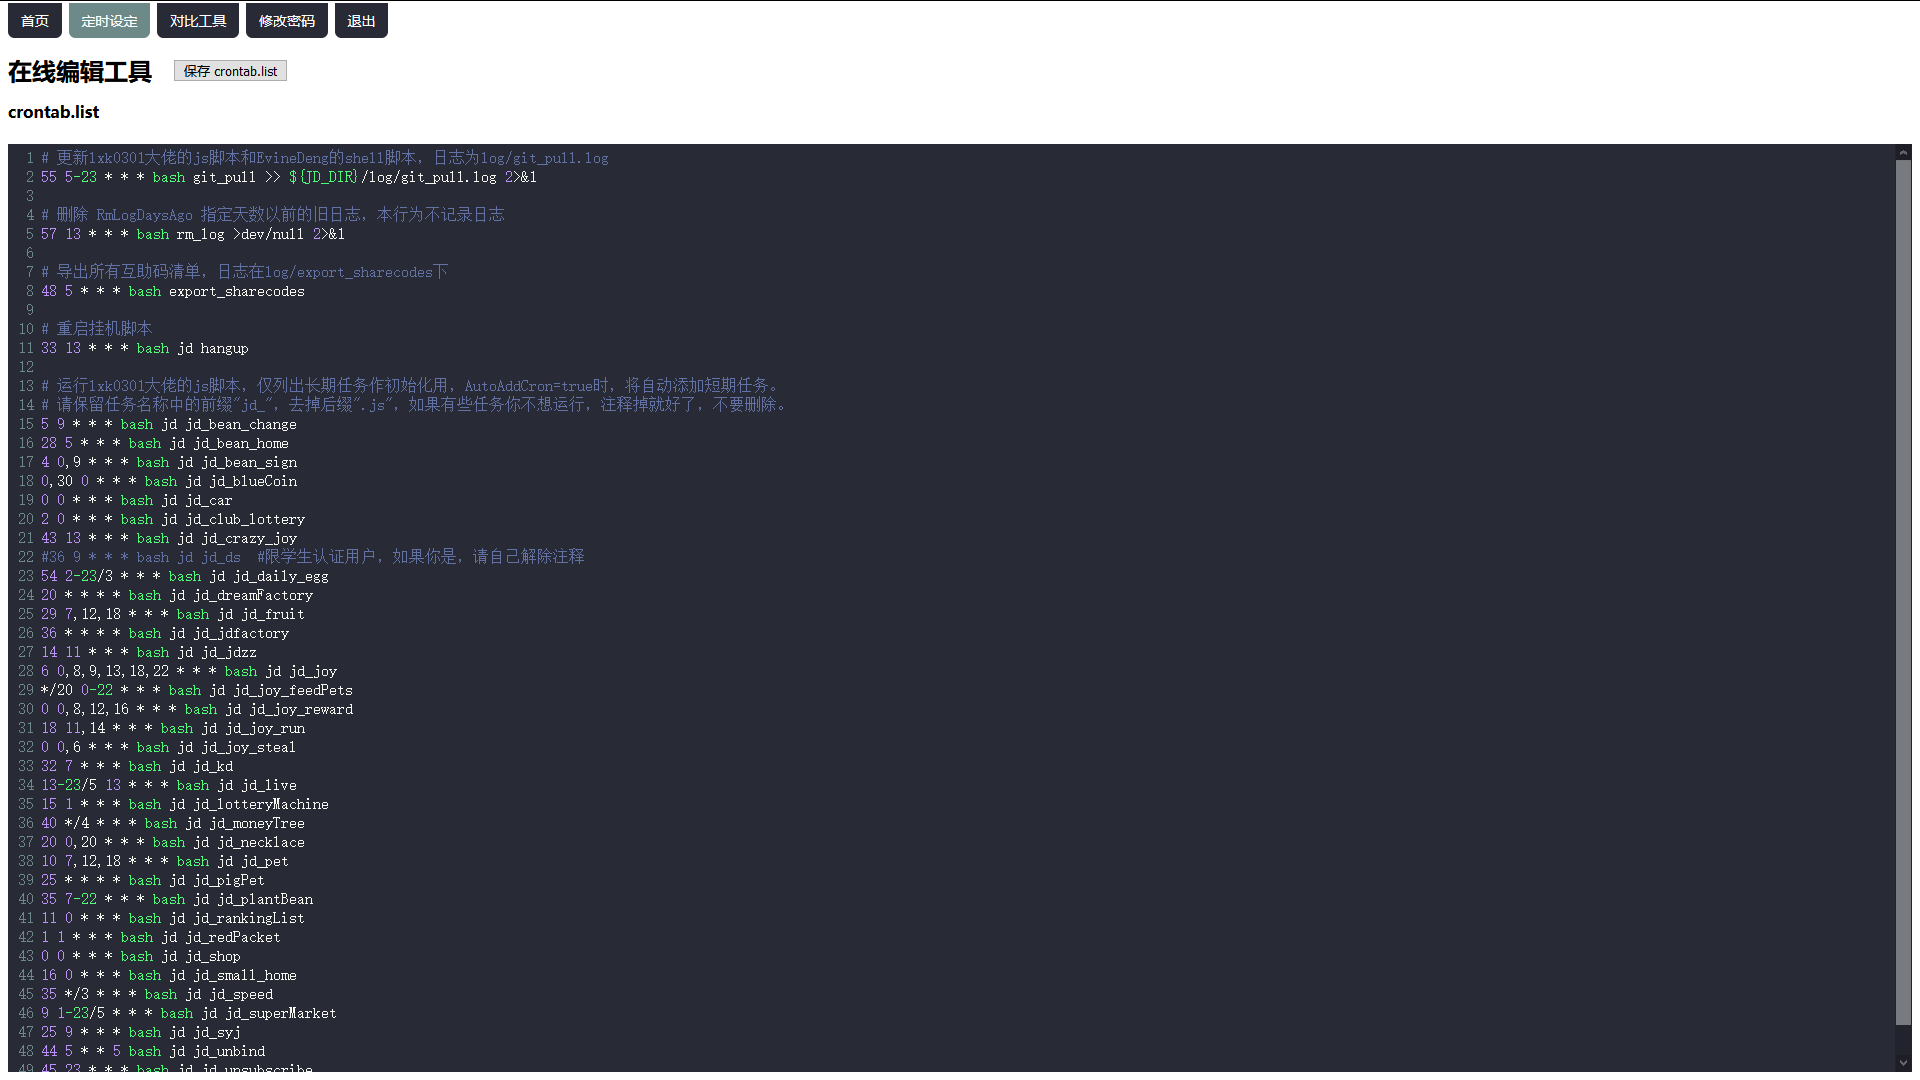 首页 定时设定 对比工具 修改密码 退出
在线编辑工具 保存 crontab.list
crontab.list
1 # 更新lxk0301大佬的js脚本和EvineDeng的shell脚本，日志为log/git_pull.log
2 55 5-23 * * * bash git_pull >> ${JD_DIR}/log/git_pull.log 2>&1
3
4 # 删除 RmLogDaysAgo 指定天数以前的旧日志，本行为不记录日志
5 57 13 * * * bash rm_log >dev/null 2>&1
6
7 # 导出所有互助码清单，日志在log/export_sharecodes下
8 48 5 * * * bash export_sharecodes
9
10 # 重启挂机脚本
11 33 13 * * * bash jd hangup
12
13 # 运行lxk0301大佬的js脚本，仅列出长期任务作初始化用，AutoAddCron=true时，将自动添加短期任务。
14 # 请保留任务名称中的前缀"jd_"，去掉后缀".js"，如果有些任务你不想运行，注释掉就好了，不要删除。
15 5 9 * * * bash jd jd_bean_change
16 28 5 * * * bash jd jd_bean_home
17 4 0,9 * * * bash jd jd_bean_sign
18 0,30 0 * * * bash jd jd_blueCoin
19 0 0 * * * bash jd jd_car
20 2 0 * * * bash jd jd_club_lottery
21 43 13 * * * bash jd jd_crazy_joy
22 #36 9 * * * bash jd jd_ds  #限学生认证用户，如果你是，请自己解除注释
23 54 2-23/3 * * * bash jd jd_daily_egg
24 20 * * * * bash jd jd_dreamFactory
25 29 7,12,18 * * * bash jd jd_fruit
26 36 * * * * bash jd jd_jdfactory
27 14 11 * * * bash jd jd_jdzz
28 6 0,8,9,13,18,22 * * * bash jd jd_joy
29 */20 0-22 * * * bash jd jd_joy_feedPets
30 0 0,8,12,16 * * * bash jd jd_joy_reward
31 18 11,14 * * * bash jd jd_joy_run
32 0 0,6 * * * bash jd jd_joy_steal
33 32 7 * * * bash jd jd_kd
34 13-23/5 13 * * * bash jd jd_live
35 15 1 * * * bash jd jd_lotteryMachine
36 40 */4 * * * bash jd jd_moneyTree
37 20 0,20 * * * bash jd jd_necklace
38 10 7,12,18 * * * bash jd jd_pet
39 25 * * * * bash jd jd_pigPet
40 35 7-22 * * * bash jd jd_plantBean
41 11 0 * * * bash jd jd_rankingList
42 1 1 * * * bash jd jd_redPacket
43 0 0 * * * bash jd jd_shop
44 16 0 * * * bash jd jd_small_home
45 35 */3 * * * bash jd jd_speed
46 9 1-23/5 * * * bash jd jd_superMarket
47 25 9 * * * bash jd jd_syj
48 44 5 * * 5 bash jd jd_unbind
49 45 23 * * * bash jd jd_unsubscribe